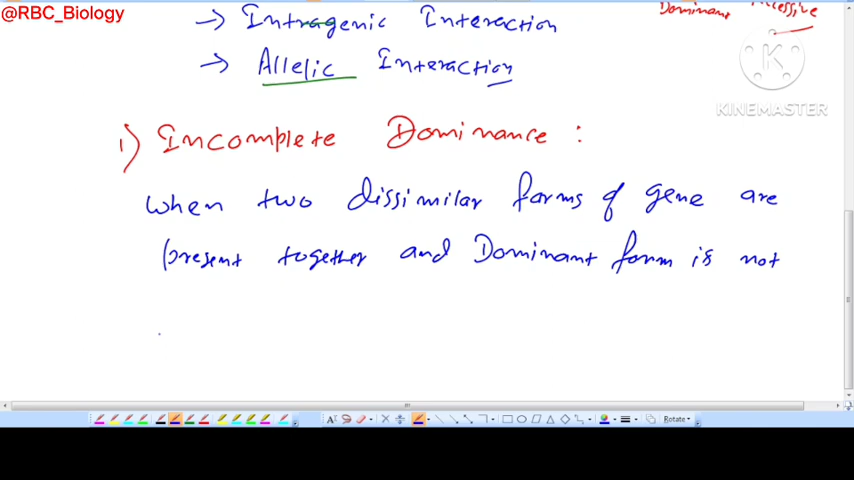 @RBC_Biology
→ Intragenic Interaction
Dominant
→ Allelic Interaction
KINEMASTER
1) Incomplete Dominance :
When two dissimilar forms of gene are
present together and Dominant form is not
Rotate